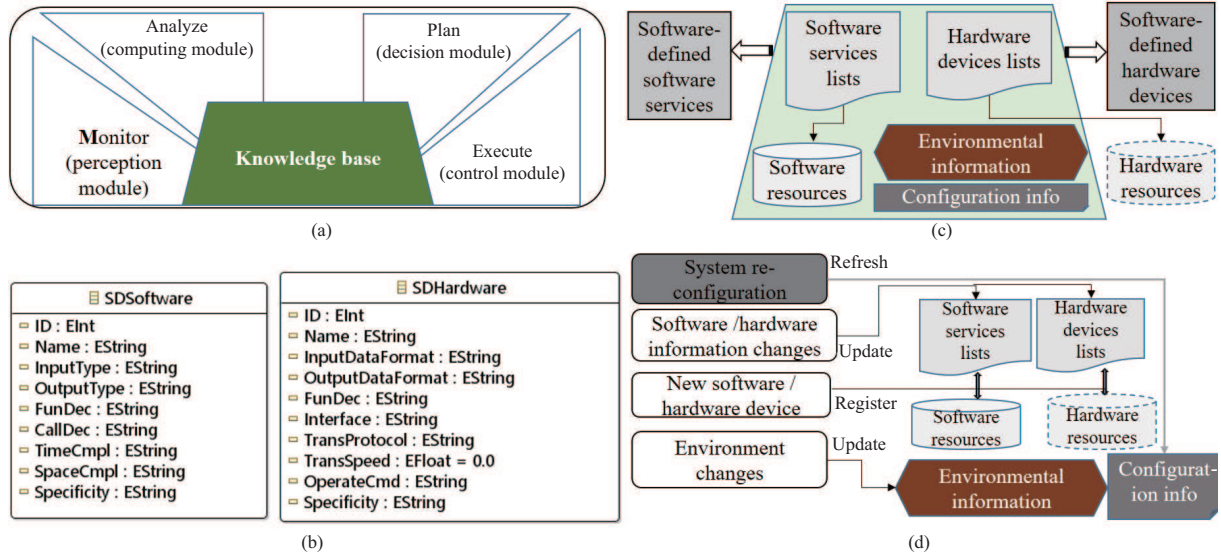 Analyze
(computing module)
Plan
(decision module)
Monitor
(perception
module)
Knowledge base
Execute
(control module)
(a)
Software-
defined
software
services
Software
services
lists
Hardware
devices lists
Software-
defined
hardware
devices
Software
resources
Environmental
information
Configuration info
Hardware
resources
(c)
SDSoftware
ID : EInt
Name : EString
InputType : EString
OutputType : EString
FunDec : EString
CallDec : EString
TimeCmpl : EString
SpaceCmpl : EString
Specificity : EString
SDHardware
ID : EInt
Name : EString
InputDataFormat : EString
OutputDataFormat : EString
FunDec : EString
Interface : EString
TransProtocol : EString
TransSpeed : EFloat = 0.0
OperateCmd : EString
Specificity : EString
(b)
System re-
configuration
Refresh
Software /hardware
information changes
Update
New software /
hardware device
Register
Environment
changes
Update
Software
services
lists
Hardware
devices
lists
Software
resources
Hardware
resources
Environmental
information
Configurat-
ion info
(d)